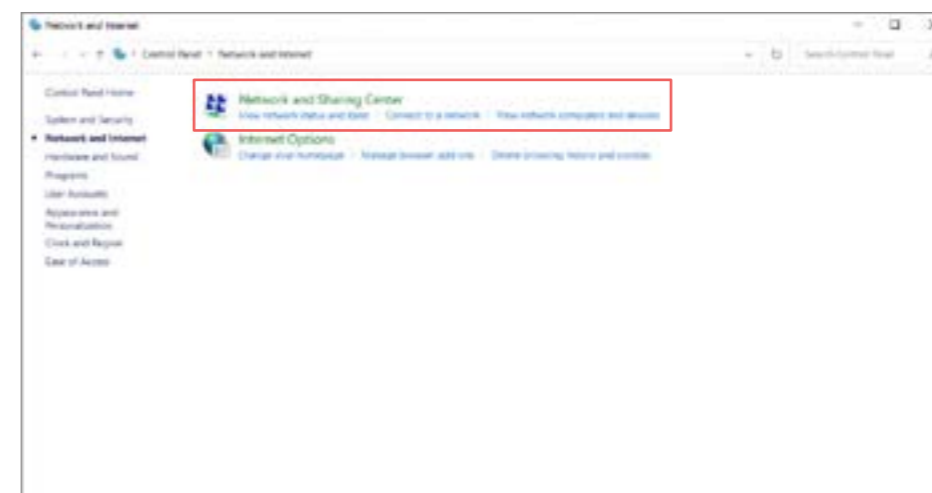 Network and Internet
Control Panel > Network and Internet
Search Control Panel
Control Panel Home
System and Security
Network and Internet
Hardware and Sound
Programs
User Accounts
Appearance and
Personalization
Clock and Region
Ease of Access
Network and Sharing Center
View network status and tasks Connect to a network View network computers and devices
Internet Options
Change your homepage Manage browser add-ons Delete browsing history and cookies